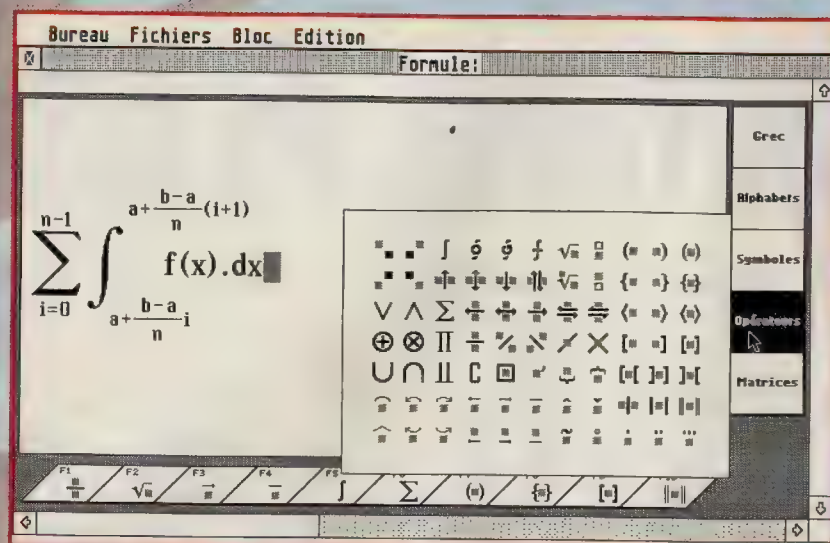 Bureau Fichiers Bloc Edition
Formule:
Grec
Alphabets
Symboles
Opérateurs
Matrices
n-1
∑
i=0
∫
a+ b-a/n (i+1)
a+ b-a/n i
f(x).dx
F1 F2 F3 F4 F5